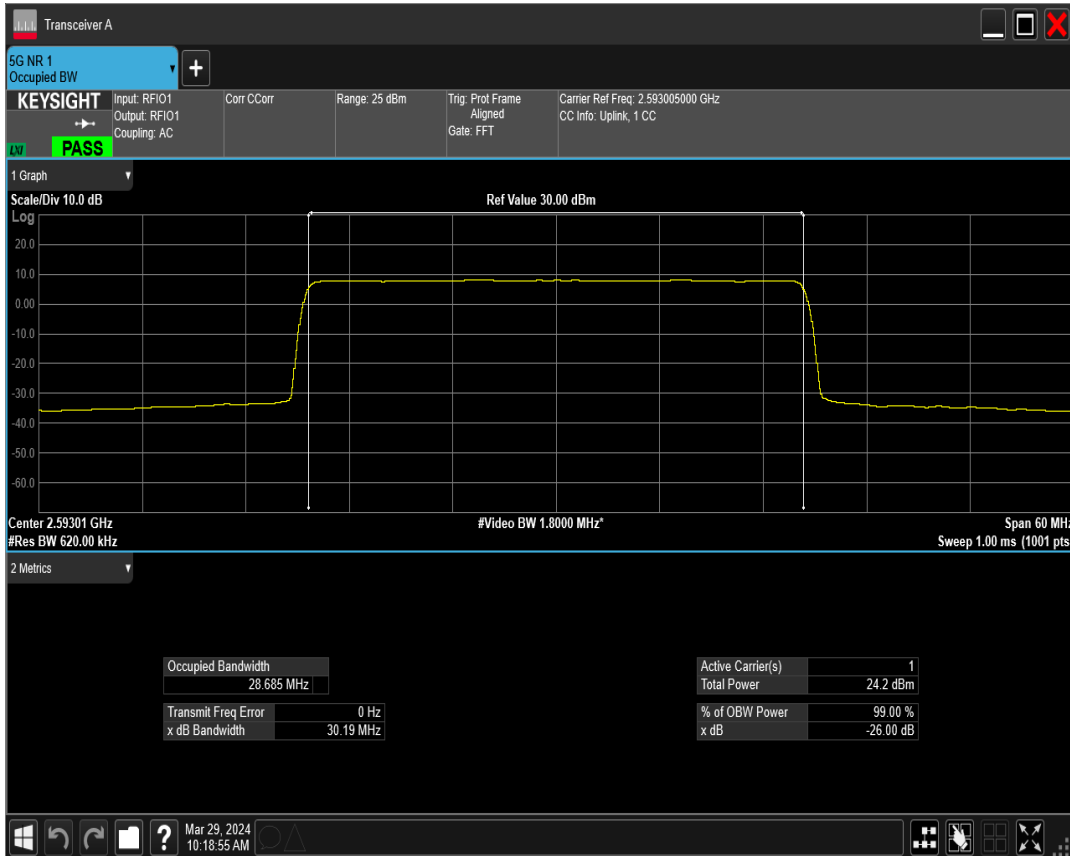 Transceiver A
5G NR 1
Occupied BW
KEYSIGHT
LXI
PASS
Input: RFIO1
Output: RFIO1
Coupling: AC
Corr CCorr
Range: 25 dBm
Trig: Prot Frame
Aligned
Gate: FFT
Carrier Ref Freq: 2.593005000 GHz
CC Info: Uplink, 1 CC
1 Graph
Scale/Div 10.0 dB
Ref Value 30.00 dBm
Log
20.0
10.0
0.00
-10.0
-20.0
-30.0
-40.0
-50.0
-60.0
Center 2.59301 GHz
#Video BW 1.8000 MHz*
Span 60 MHz
#Res BW 620.00 kHz
Sweep 1.00 ms (1001 pts
2 Metrics
Occupied Bandwidth
28.685 MHz
Transmit Freq Error 0 Hz
x dB Bandwidth 30.19 MHz
Active Carrier(s) 1
Total Power 24.2 dBm
% of OBW Power 99.00 %
x dB -26.00 dB
Mar 29, 2024
10:18:55 AM